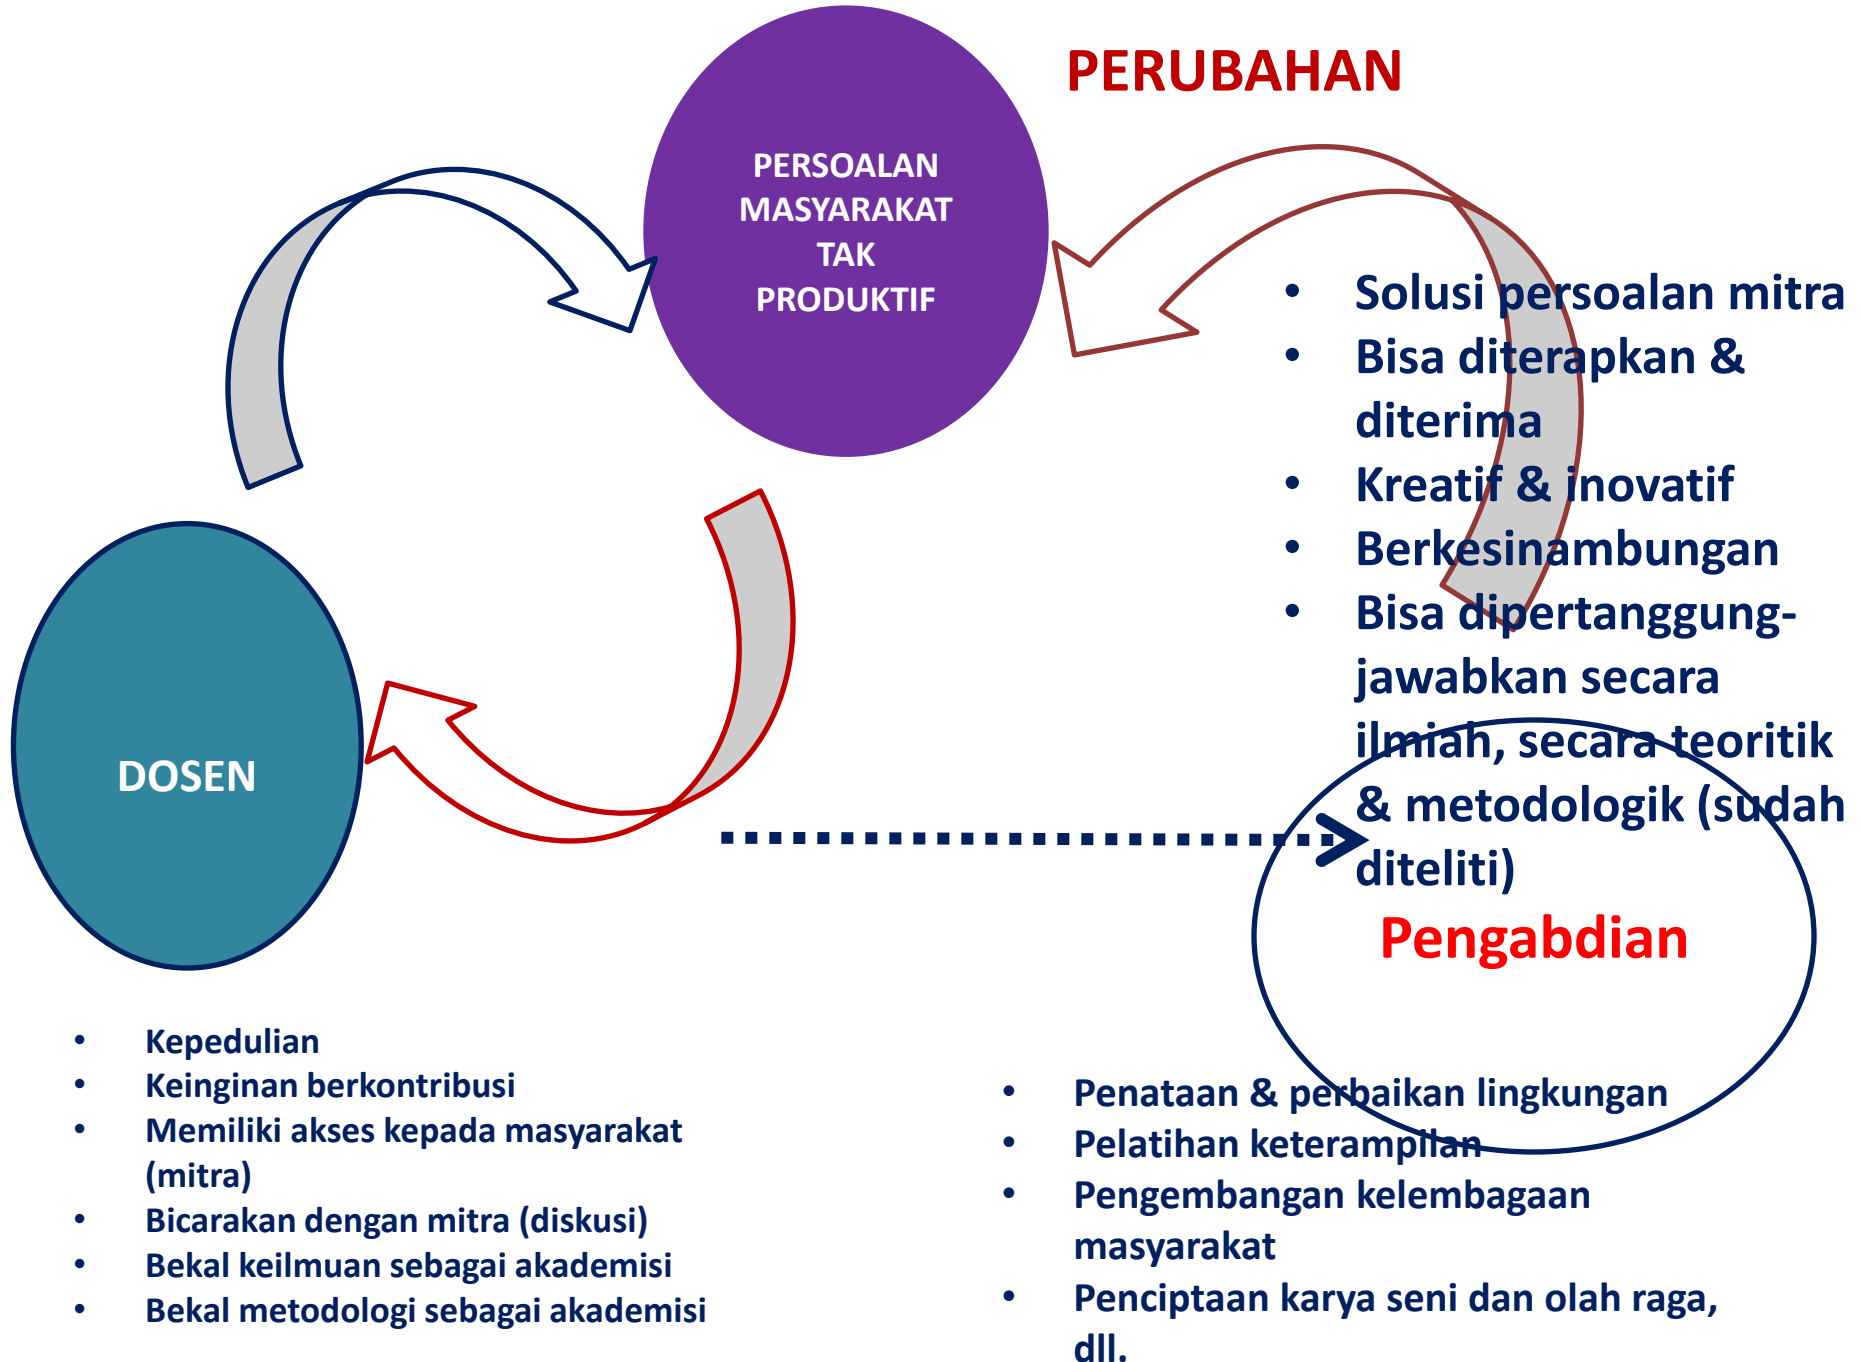 PERUBAHAN
PERSOALAN
MASYARAKAT
TAK
PRODUKTIF
• Solusi persoalan mitra
• Bisa diterapkan &
diterima
• Kreatif & inovatif
• Berkesinambungan
• Bisa dipertanggung-
jawabkan secara
ilmiah, secara teoritik
& metodologik (sudah
diteliti)
DOSEN
Pengabdian
• Kepedulian
• Keinginan berkontribusi
• Memiliki akses kepada masyarakat
(mitra)
• Bicarakan dengan mitra (diskusi)
• Bekal keilmuan sebagai akademisi
• Bekal metodologi sebagai akademisi
• Penataan & perbaikan lingkungan
• Pelatihan keterampilan
• Pengembangan kelembagaan
masyarakat
• Penciptaan karya seni dan olah raga,
dll.